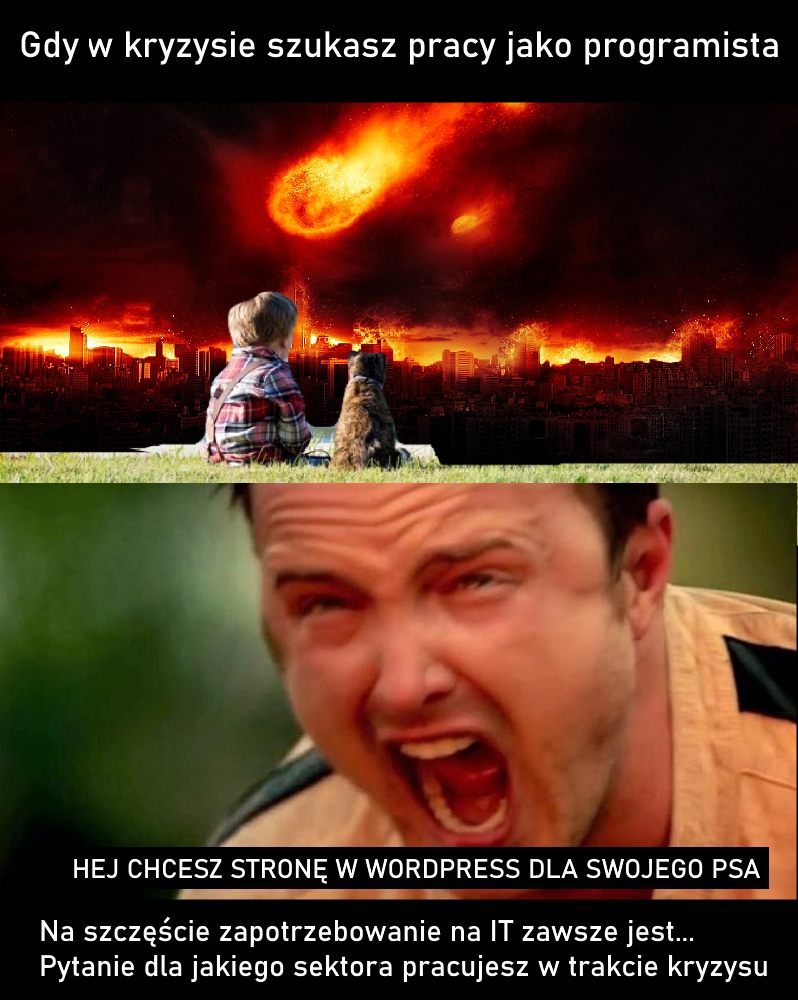 Gdy w kryzysie szukasz pracy jako programista
HEJ CHCESZ STRONĘ W WORDPRESS DLA SWOJEGO PSA
Na szczęście zapotrzebowanie na IT zawsze jest...
Pytanie dla jakiego sektora pracujesz w trakcie kryzysu